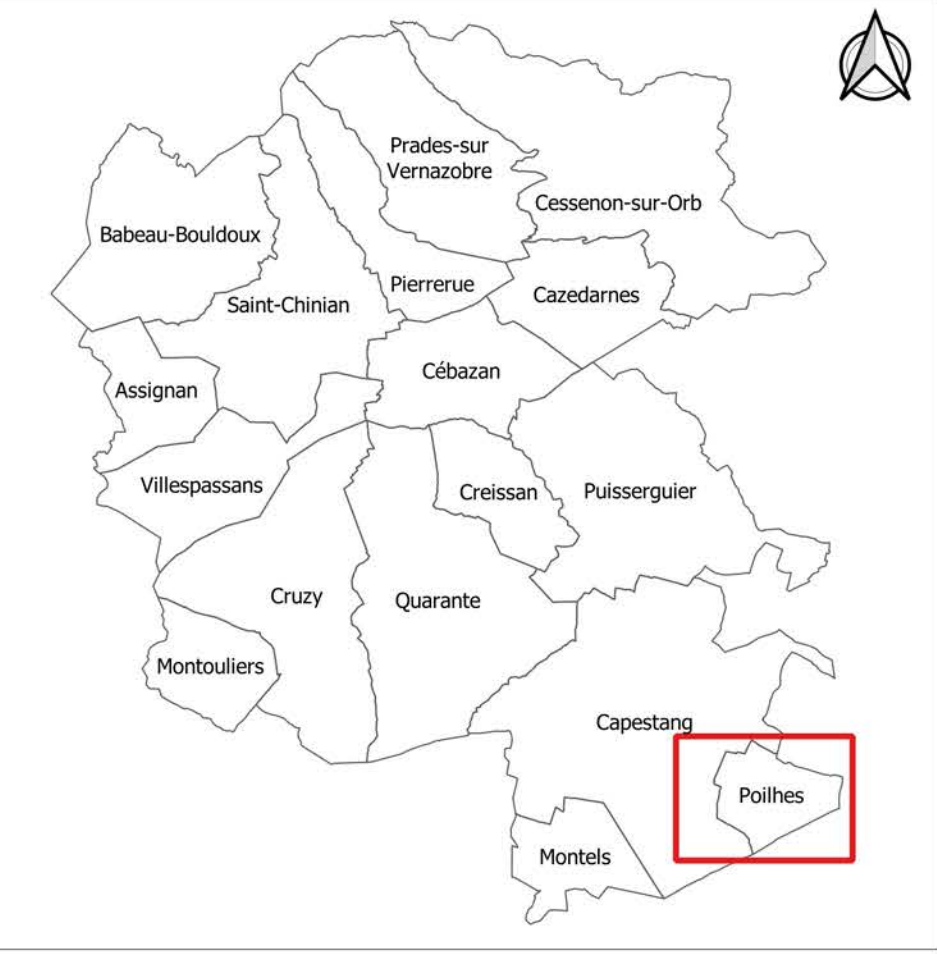 Prades-sur
Vernazobre
Cessenon-sur-Orb
Babeau-Bouldoux
Pierrerue
Cazedarnes
Saint-Chinian
Cébazan
Assignan
Villespassans
Creissan
Puisserguier
Cruzy
Quarante
Montouliers
Capestang
Poilhes
Montels